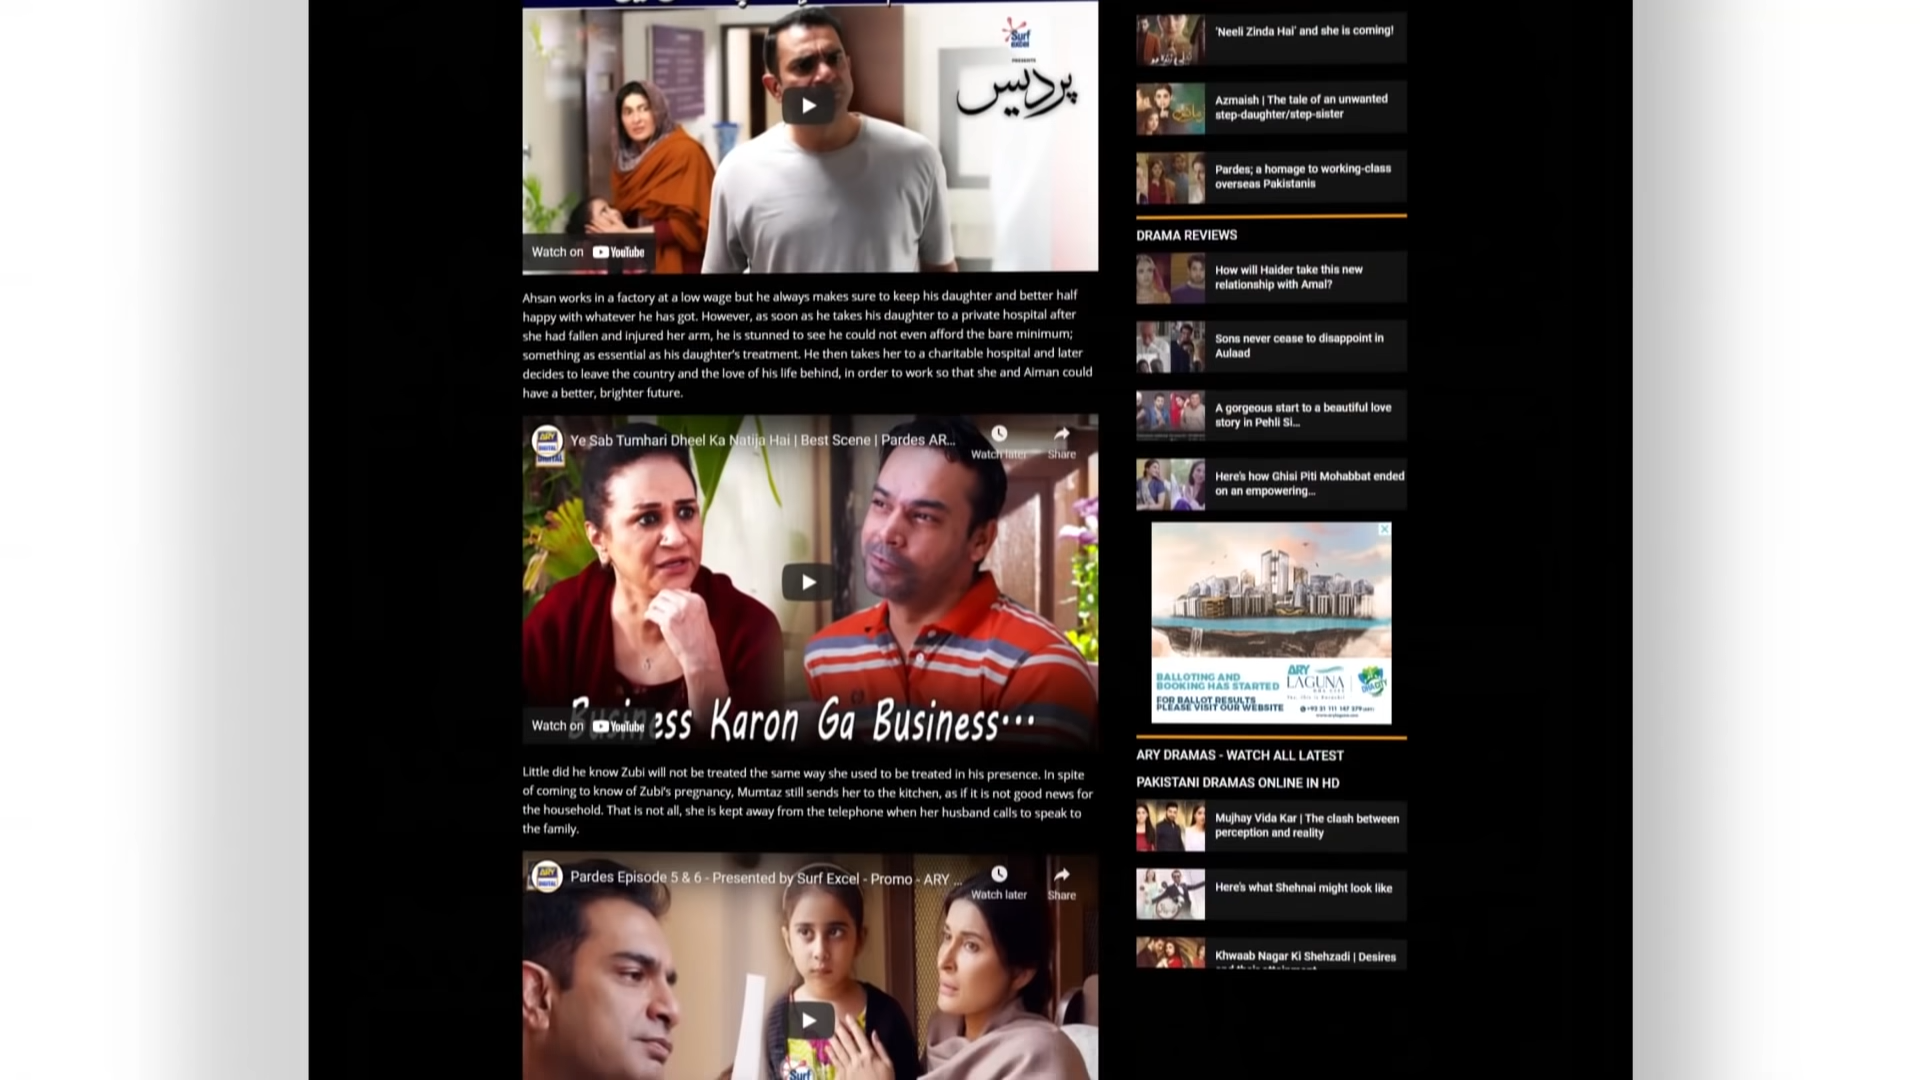 Surf
excel
PRESENTS
پردیس
Watch on YouTube
Ahsan works in a factory at a low wage but he always makes sure to keep his daughter and better half
happy with whatever he has got. However, as soon as he takes his daughter to a private hospital after
she had fallen and injured her arm, he is stunned to see he could not even afford the bare minimum;
something as essential as his daughter's treatment. He then takes her to a charitable hospital and later
decides to leave the country and the love of his life behind, in order to work so that she and Aiman could
have a better, brighter future.
ARY
DIGITAL
Ye Sab Tumhari Dheel Ka Natija Hai | Best Scene | Pardes AR...
Watch later
Share
Business Karon Ga Business...
Watch on YouTube
Little did he know Zubi will not be treated the same way she used to be treated in his presence. In spite
of coming to know of Zubi's pregnancy, Mumtaz still sends her to the kitchen, as if it is not good news for
the household. That is not all, she is kept away from the telephone when her husband calls to speak to
the family.
ARY
DIGITAL
Pardes Episode 5 & 6 - Presented by Surf Excel - Promo - ARY ...
Watch later
Share
Surf
'Neeli Zinda Hai' and she is coming!
Azmaish | The tale of an unwanted
step-daughter/step-sister
Pardes; a homage to working-class
overseas Pakistanis
DRAMA REVIEWS
How will Haider take this new
relationship with Amal?
Sons never cease to disappoint in
Aulaad
A gorgeous start to a beautiful love
story in Pehli Si...
Here's how Ghisi Piti Mohabbat ended
on an empowering...
BALLOTING AND
BOOKING HAS STARTED
FOR BALLOT RESULTS
PLEASE VISIT OUR WEBSITE
ARY
LAGUNA
DHA CITY
ARY DRAMAS - WATCH ALL LATEST
PAKISTANI DRAMAS ONLINE IN HD
Mujhay Vida Kar | The clash between
perception and reality
Here's what Shehnai might look like
Khwaab Nagar Ki Shehzadi | Desires